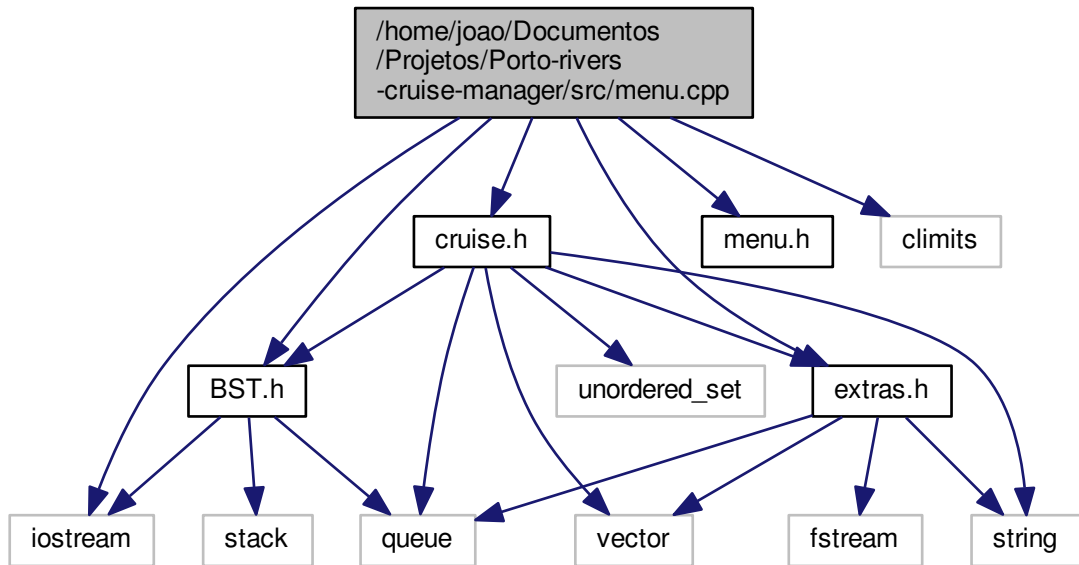 /home/joao/Documentos
/Projetos/Porto-rivers
-cruise-manager/src/menu.cpp
cruise.h
menu.h
climits
BST.h
unordered_set
extras.h
iostream
stack
queue
vector
fstream
string